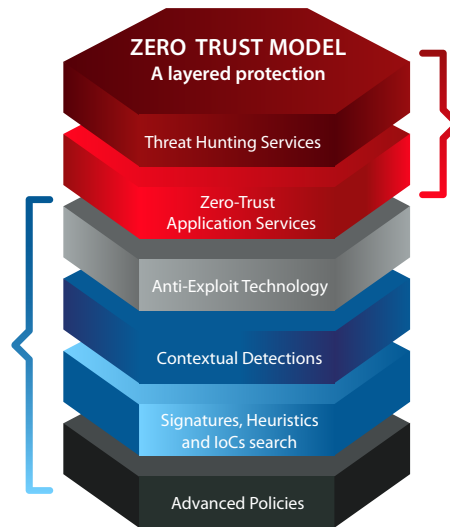 ZERO TRUST MODEL
A layered protection
Threat Hunting Services
Zero-Trust
Application Services
Anti-Exploit Technology
Contextual Detections
Signatures, Heuristics
and IoCs search
Advanced Policies